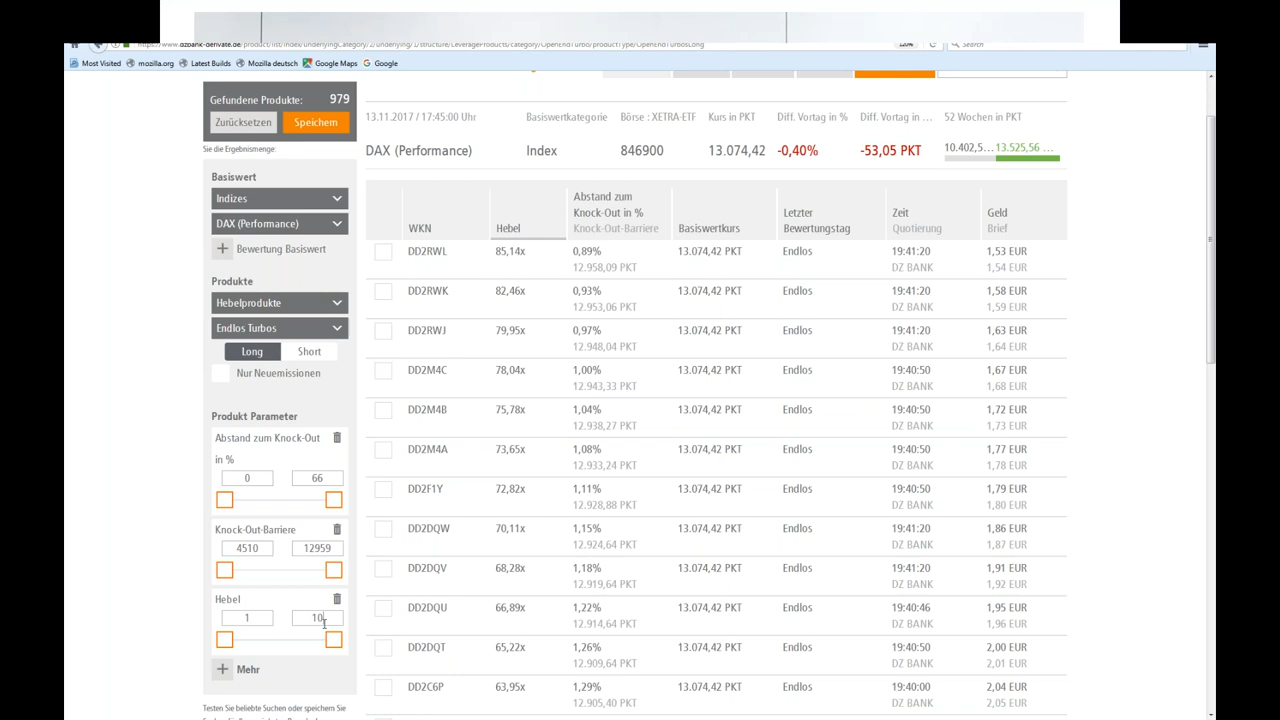 https://www.dzbank-derivate.de/product/list/index/underlyingCategory/2/underlying/1/structure/LeverageProducts/category/OpenEndTurbo/productType/OpenEndTurbosLong
120%
Search
Most Visited mozilla.org Latest Builds Mozilla deutsch Google Maps Google
Gefundene Produkte: 979
Zurücksetzen Speichern
Sie die Ergebnismenge.
Basiswert
Indizes
DAX (Performance)
Bewertung Basiswert
Produkte
Hebelprodukte
Endlos Turbos
Long Short
Nur Neuemissionen
Produkt Parameter
Abstand zum Knock-Out
in %
0 66
Knock-Out-Barriere
4510 12959
Hebel
1 10
Mehr
Testen Sie beliebte Suchen oder speichern Sie
13.11.2017 / 17:45:00 Uhr Basiswertkategorie Börse : XETRA-ETF Kurs in PKT Diff. Vortag in % Diff. Vortag in ... 52 Wochen in PKT
DAX (Performance) Index 846900 13.074,42 -0,40% -53,05 PKT 10.402,5... 13.525,56 ...
WKN Hebel Abstand zum Knock-Out in % Knock-Out-Barriere Basiswertkurs Letzter Bewertungstag Zeit Quotierung Geld Brief
DD2RWL 85,14x 0,89% 13.074,42 PKT Endlos 19:41:20 1,53 EUR
12.958,09 PKT DZ BANK 1,54 EUR
DD2RWK 82,46x 0,93% 13.074,42 PKT Endlos 19:41:20 1,58 EUR
12.953,06 PKT DZ BANK 1,59 EUR
DD2RWJ 79,95x 0,97% 13.074,42 PKT Endlos 19:41:20 1,63 EUR
12.948,04 PKT DZ BANK 1,64 EUR
DD2M4C 78,04x 1,00% 13.074,42 PKT Endlos 19:40:50 1,67 EUR
12.943,33 PKT DZ BANK 1,68 EUR
DD2M4B 75,78x 1,04% 13.074,42 PKT Endlos 19:40:50 1,72 EUR
12.938,27 PKT DZ BANK 1,73 EUR
DD2M4A 73,65x 1,08% 13.074,42 PKT Endlos 19:40:50 1,77 EUR
12.933,24 PKT DZ BANK 1,78 EUR
DD2F1Y 72,82x 1,11% 13.074,42 PKT Endlos 19:40:50 1,79 EUR
12.928,88 PKT DZ BANK 1,80 EUR
DD2DQW 70,11x 1,15% 13.074,42 PKT Endlos 19:41:20 1,86 EUR
12.924,64 PKT DZ BANK 1,87 EUR
DD2DQV 68,28x 1,18% 13.074,42 PKT Endlos 19:41:20 1,91 EUR
12.919,64 PKT DZ BANK 1,92 EUR
DD2DQU 66,89x 1,22% 13.074,42 PKT Endlos 19:40:46 1,95 EUR
12.914,64 PKT DZ BANK 1,96 EUR
DD2DQT 65,22x 1,26% 13.074,42 PKT Endlos 19:40:50 2,00 EUR
12.909,64 PKT DZ BANK 2,01 EUR
DD2C6P 63,95x 1,29% 13.074,42 PKT Endlos 19:40:00 2,04 EUR
12.905,40 PKT DZ BANK 2,05 EUR